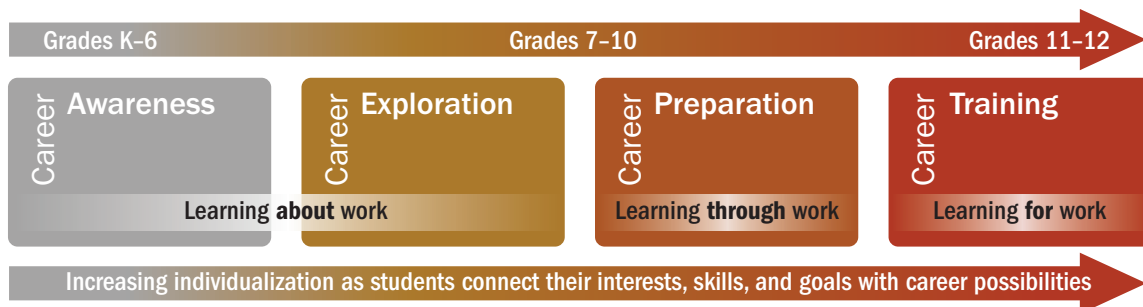 Grades K–6
Grades 7–10
Grades 11–12
Career Awareness
Career Exploration
Career Preparation
Career Training
Learning about work
Learning through work
Learning for work
Increasing individualization as students connect their interests, skills, and goals with career possibilities